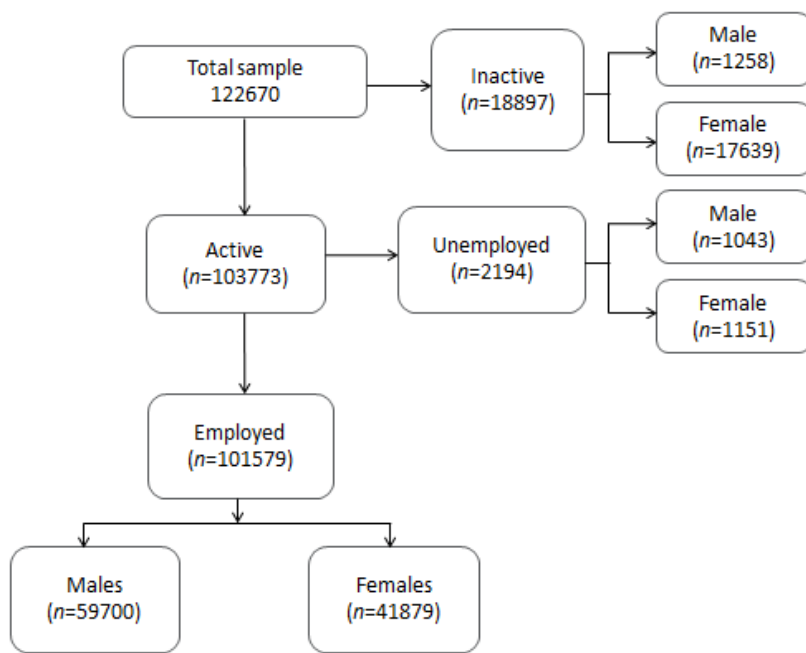 Total sample
122670
Inactive
(n=18897)
Male
(n=1258)
Female
(n=17639)
Active
(n=103773)
Unemployed
(n=2194)
Male
(n=1043)
Female
(n=1151)
Employed
(n=101579)
Males
(n=59700)
Females
(n=41879)